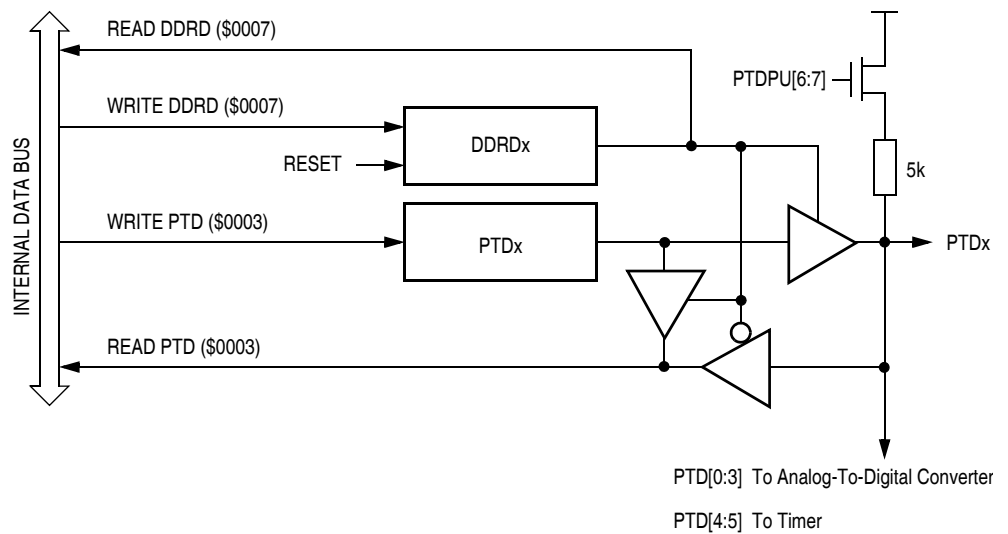 READ DDRD ($0007)
PTDPU[6:7]
WRITE DDRD ($0007)
DDRDx
RESET
5k
INTERNAL DATA BUS
WRITE PTD ($0003)
PTDx
PTDx
READ PTD ($0003)
PTD[0:3] To Analog-To-Digital Converter
PTD[4:5] To Timer